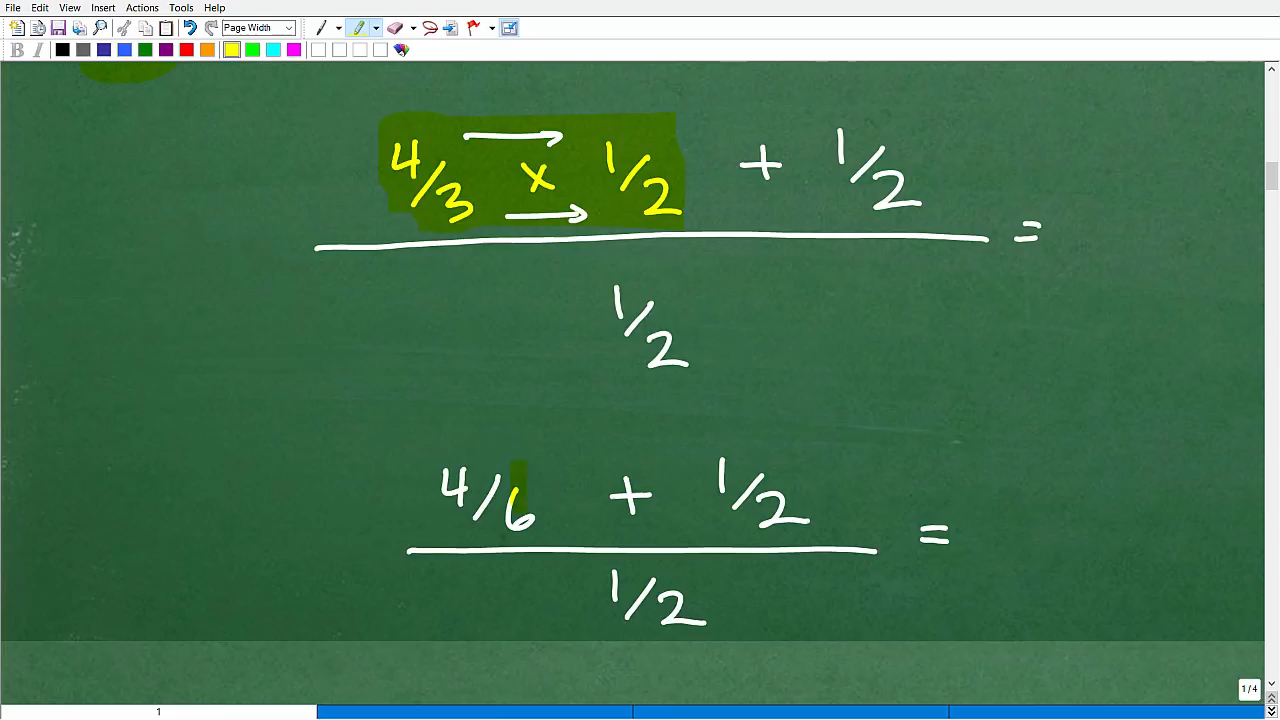 File Edit View Insert Actions Tools Help
Page Width
B I
4/3 x 1/2 + 1/2 =
1/2
4/6 + 1/2 =
1/2
1/4
1